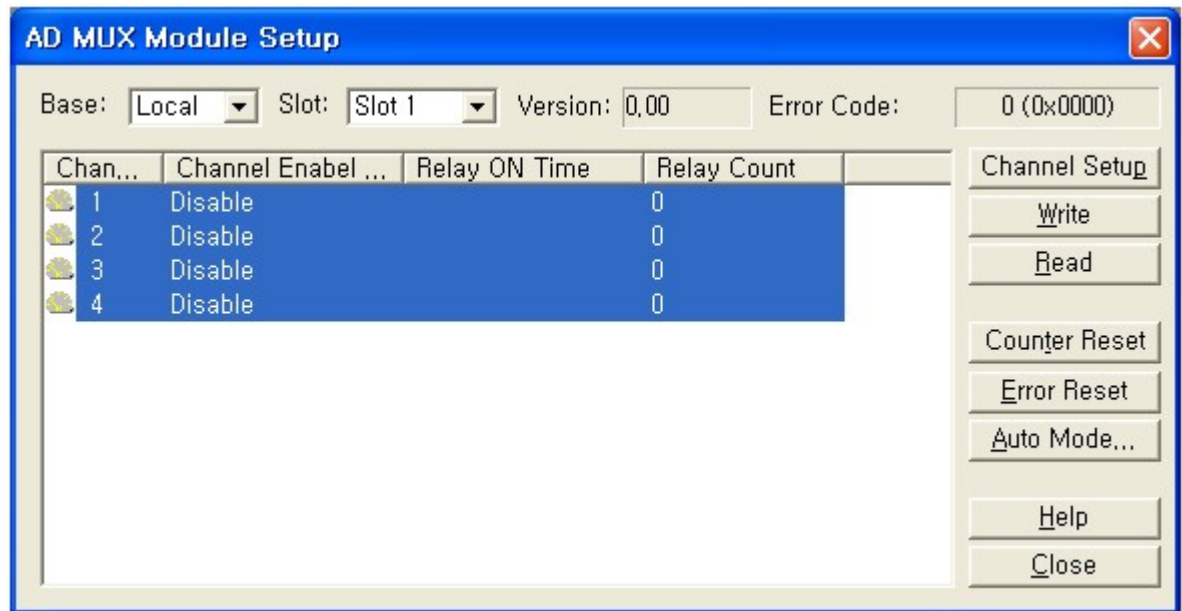 AD MUX Module Setup
Base: Local Slot: Slot 1 Version: 0,00 Error Code: 0 (0x0000)
Chan,,, Channel Enabel ,,, Relay ON Time Relay Count
1 Disable 0
2 Disable 0
3 Disable 0
4 Disable 0
Channel Setup
Write
Read
Counter Reset
Error Reset
Auto Mode,,,
Help
Close